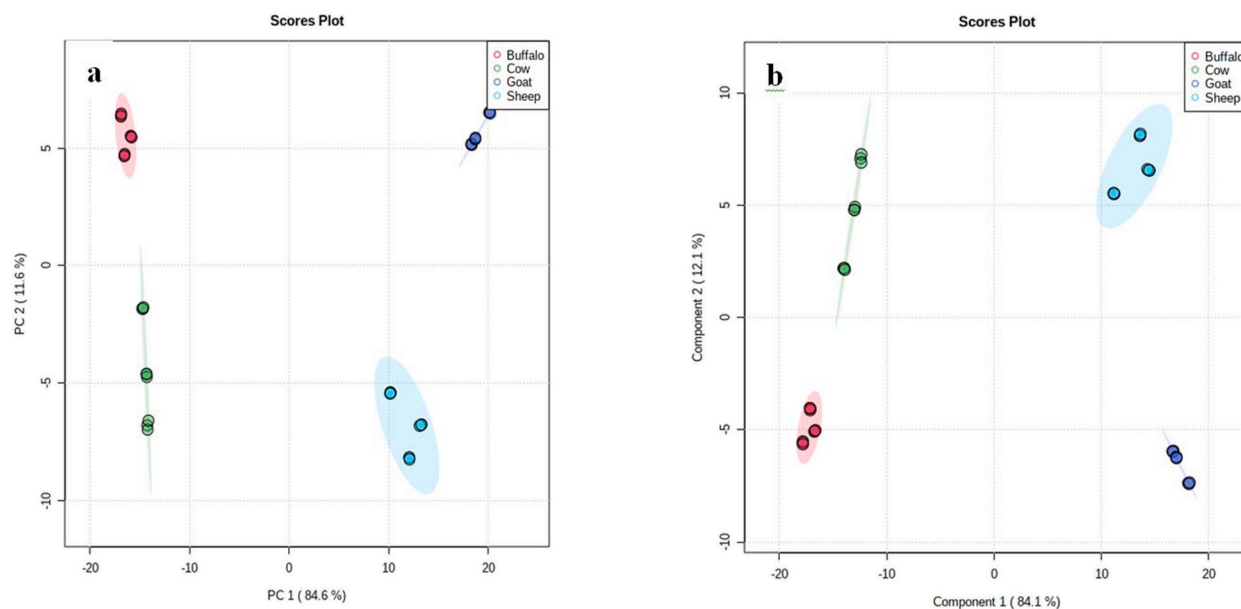 Scores Plot
a
Buffalo
Cow
Goat
Sheep
5
0
-5
-10
PC 2 ( 11.6 %)
-20 -10 0 10 20
PC 1 ( 84.6 %)
Scores Plot
b
Buffalo
Cow
Goat
Sheep
10
5
0
-5
-10
Component 2 ( 12.1 %)
-20 -10 0 10 20
Component 1 ( 84.1 %)